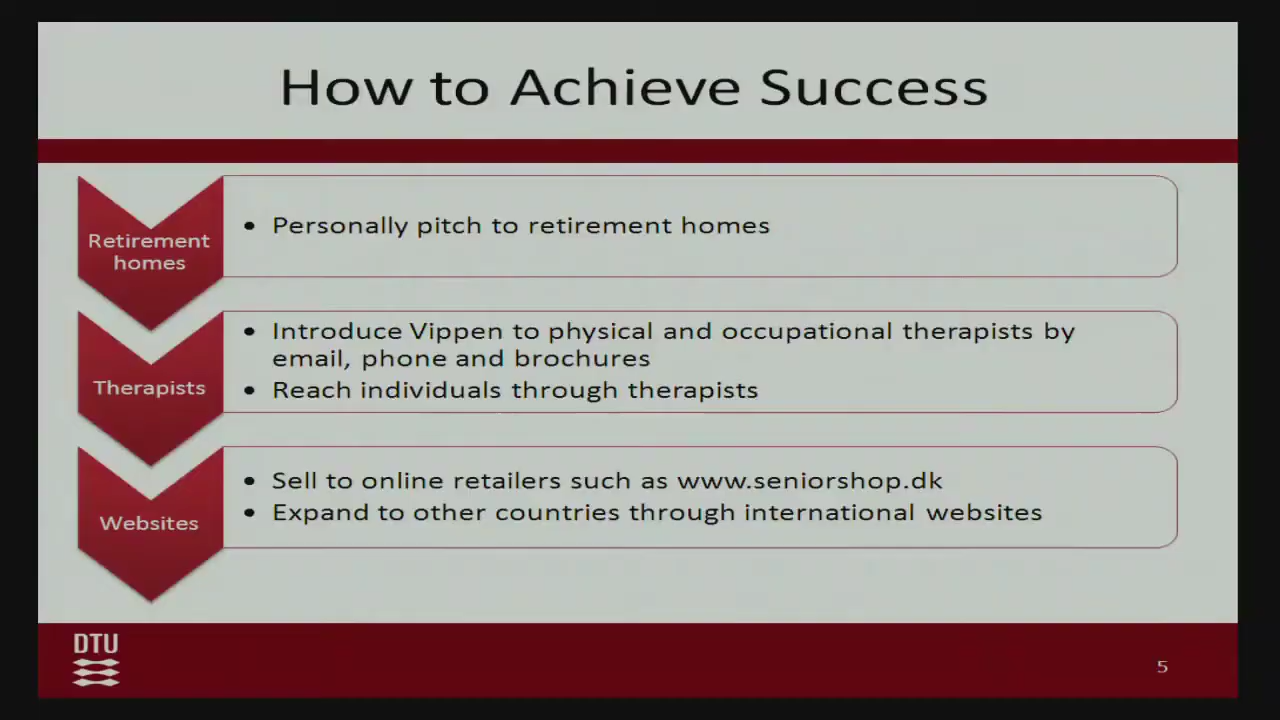 How to Achieve Success
Retirement
homes
• Personally pitch to retirement homes
Therapists
• Introduce Vippen to physical and occupational therapists by
email, phone and brochures
• Reach individuals through therapists
Websites
• Sell to online retailers such as www.seniorshop.dk
• Expand to other countries through international websites
DTU
5